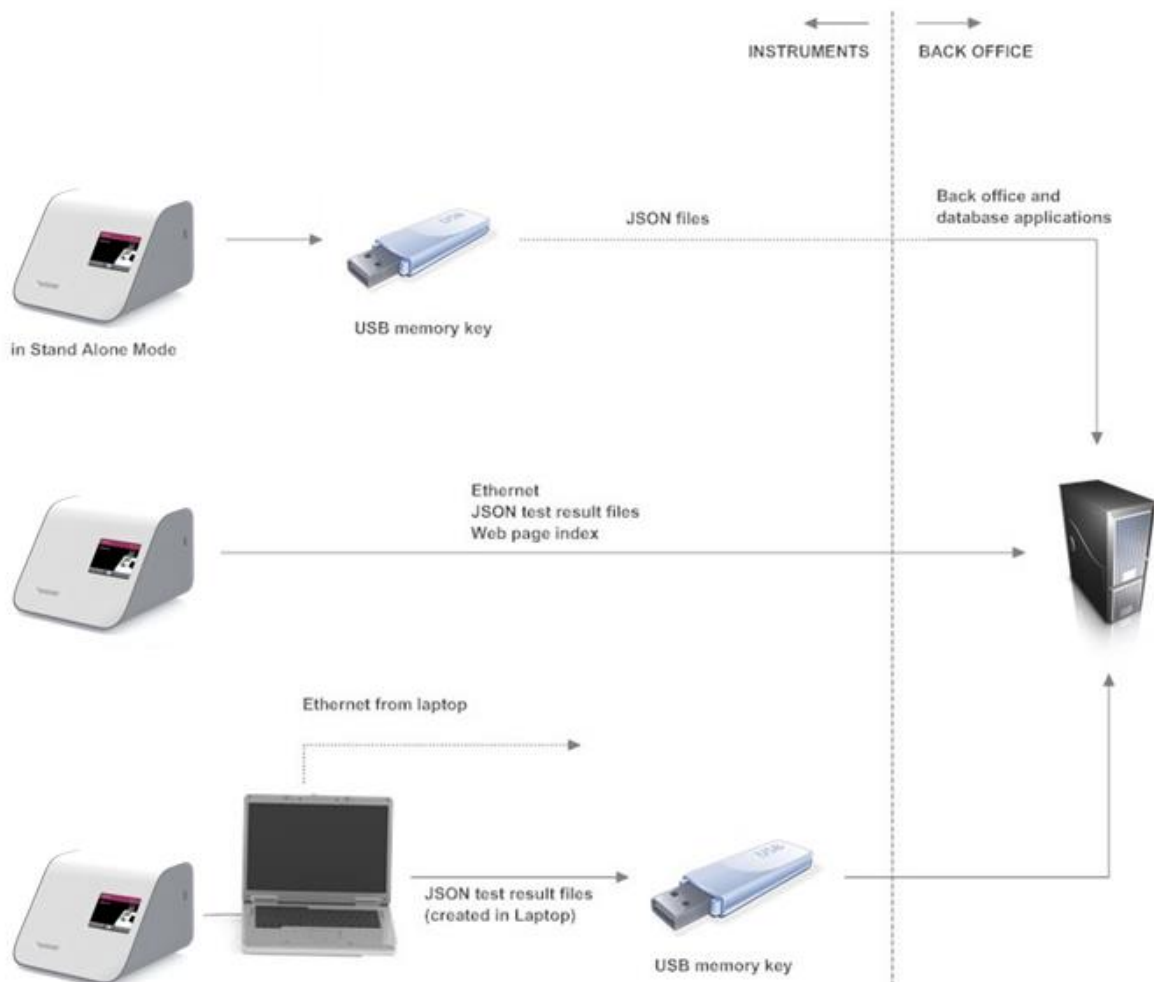 INSTRUMENTS
BACK OFFICE
JSON files
Back office and
database applications
USB
USB memory key
in Stand Alone Mode
Ethernet
JSON test result files
Web page index
Ethernet from laptop
JSON test result files
(created in Laptop)
USB
USB memory key